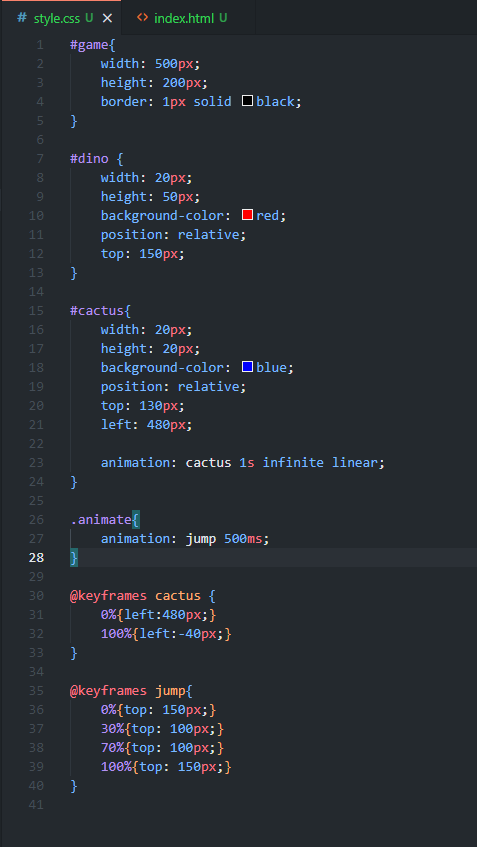 # style.css U × <> index.html U
1 #game{
2 width: 500px;
3 height: 200px;
4 border: 1px solid black;
5 }
6
7 #dino {
8 width: 20px;
9 height: 50px;
10 background-color: red;
11 position: relative;
12 top: 150px;
13 }
14
15 #cactus{
16 width: 20px;
17 height: 20px;
18 background-color: blue;
19 position: relative;
20 top: 130px;
21 left: 480px;
22
23 animation: cactus 1s infinite linear;
24 }
25
26 .animate{
27 animation: jump 500ms;
28 }
29
30 @keyframes cactus {
31 0%{left:480px;}
32 100%{left:-40px;}
33 }
34
35 @keyframes jump{
36 0%{top: 150px;}
37 30%{top: 100px;}
38 70%{top: 100px;}
39 100%{top: 150px;}
40 }
41